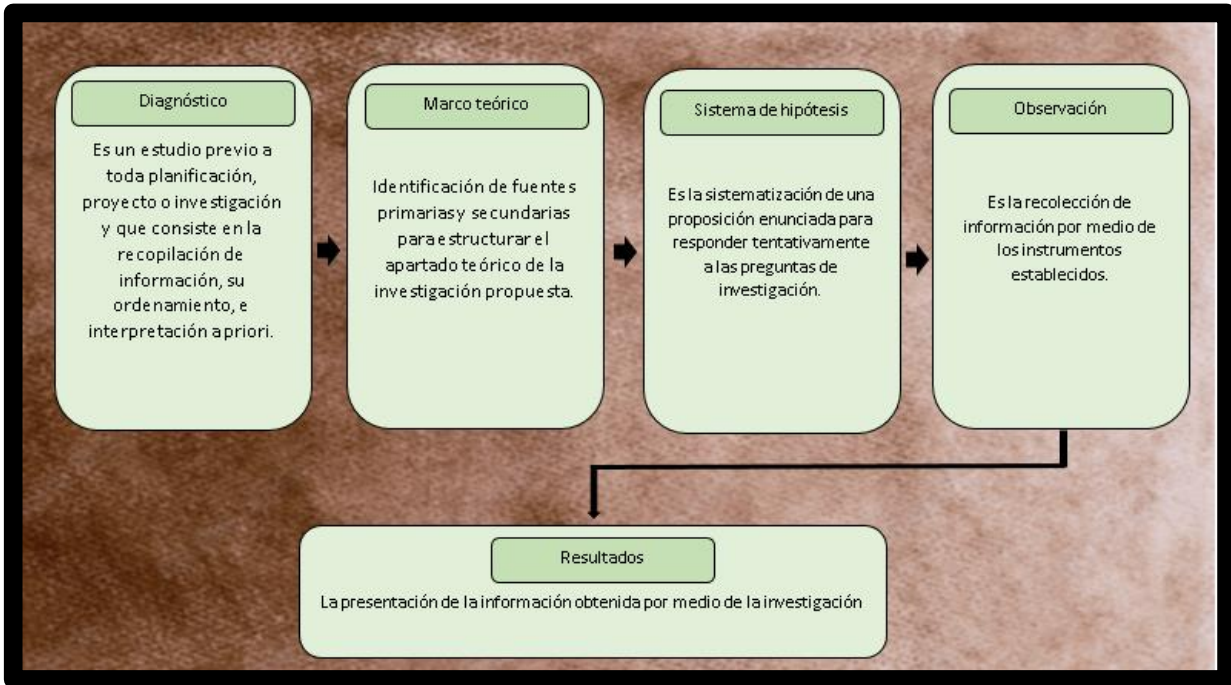 Diagnóstico
Es un estudio previo a
toda planificación,
proyecto o investigación
y que consiste en la
recopilación de
información, su
ordenamiento, e
interpretación a priori.
Marco teórico
Identificación de fuentes
primarias y secundarias
para estructurar el
apartado teórico de la
investigación propuesta.
Sistema de hipótesis
Es la sistematización de una
proposición enunciada para
responder tentativamente
a las preguntas de
investigación.
Observación
Es la recolección de
información por medio de
los instrumentos
establecidos.
Resultados
La presentación de la información obtenida por medio de la investigación